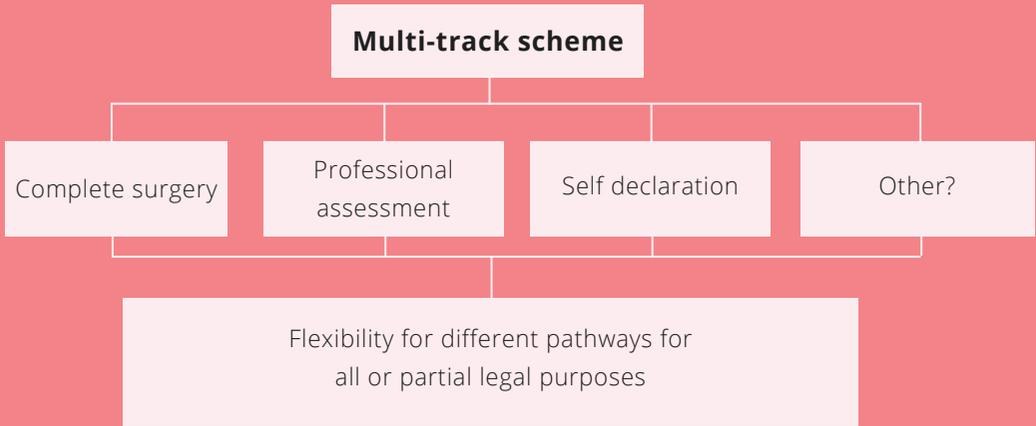 Multi-track scheme
Complete surgery
Professional
assessment
Self declaration
Other?
Flexibility for different pathways for
all or partial legal purposes